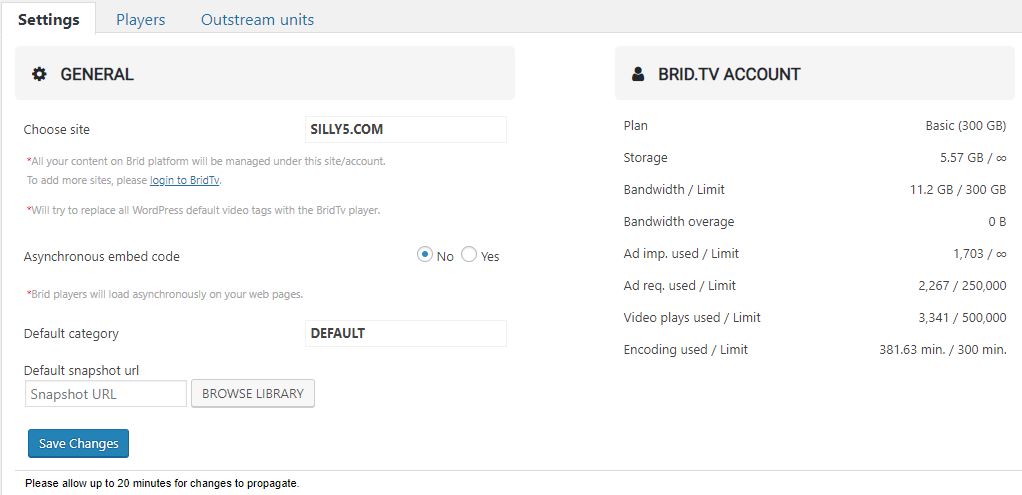 Settings Players Outstream units
GENERAL
Choose site SILLY5.COM
*All your content on Brid platform will be managed under this site/account.
To add more sites, please login to BridTv.
*Will try to replace all WordPress default video tags with the BridTv player.
Asynchronous embed code No Yes
*Brid players will load asynchronously on your web pages.
Default category DEFAULT
Default snapshot url
Snapshot URL BROWSE LIBRARY
Save Changes
Please allow up to 20 minutes for changes to propagate.
BRID.TV ACCOUNT
Plan Basic (300 GB)
Storage 5.57 GB / ∞
Bandwidth / Limit 11.2 GB / 300 GB
Bandwidth overage 0 B
Ad imp. used / Limit 1,703 / ∞
Ad req. used / Limit 2,267 / 250,000
Video plays used / Limit 3,341 / 500,000
Encoding used / Limit 381.63 min. / 300 min.